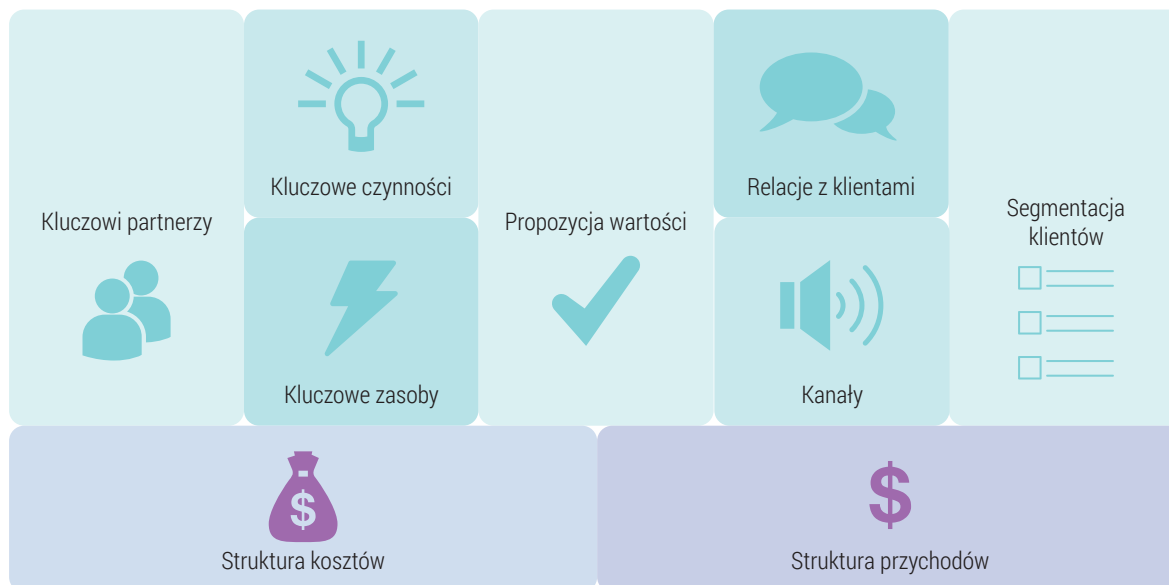 Kluczowi partnerzy
Kluczowe czynności
Kluczowe zasoby
Propozycja wartości
Relacje z klientami
Kanały
Segmentacja
klientów
$
Struktura kosztów
$
Struktura przychodów